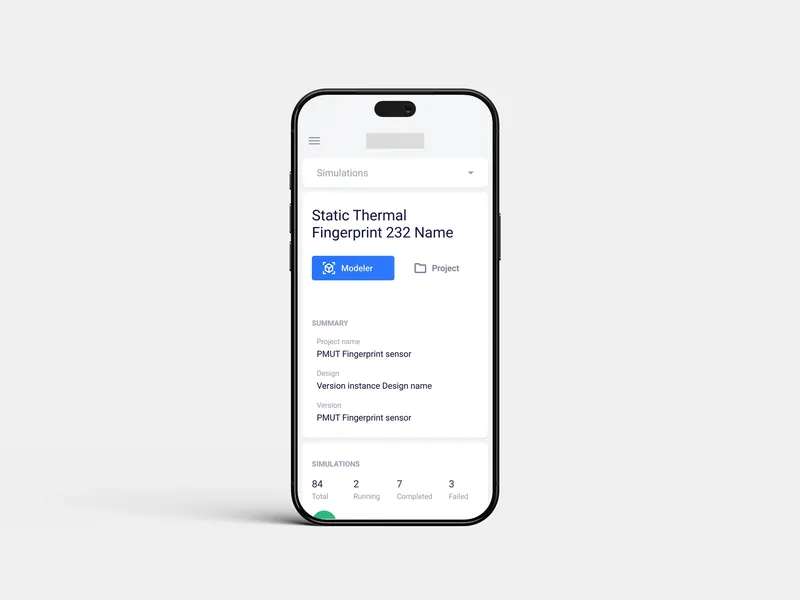 Simulations
Static Thermal
Fingerprint 232 Name
Modeler Project
SUMMARY
Project name
PMUT Fingerprint sensor
Design
Version instance Design name
Version
PMUT Fingerprint sensor
SIMULATIONS
84 2 7 3
Total Running Completed Failed